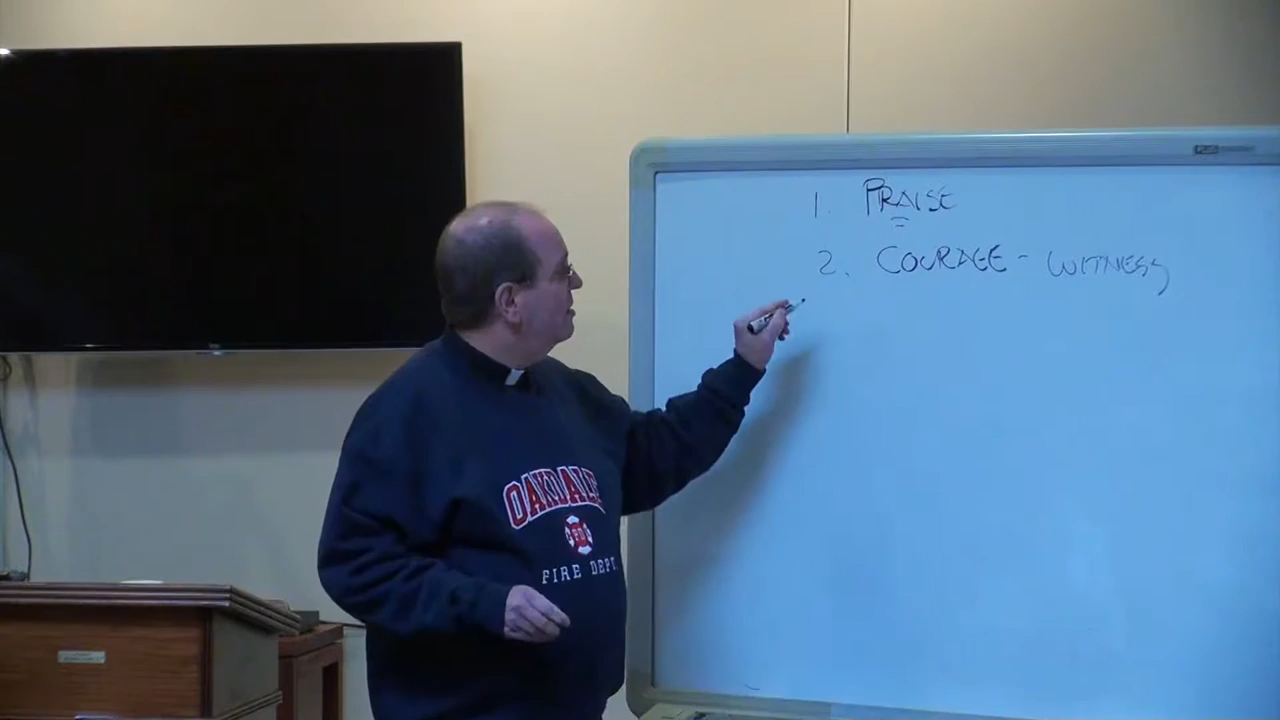 1. PRAISE
2. COURAGE - WITNESS
OAKDALE
FIRE DEPT